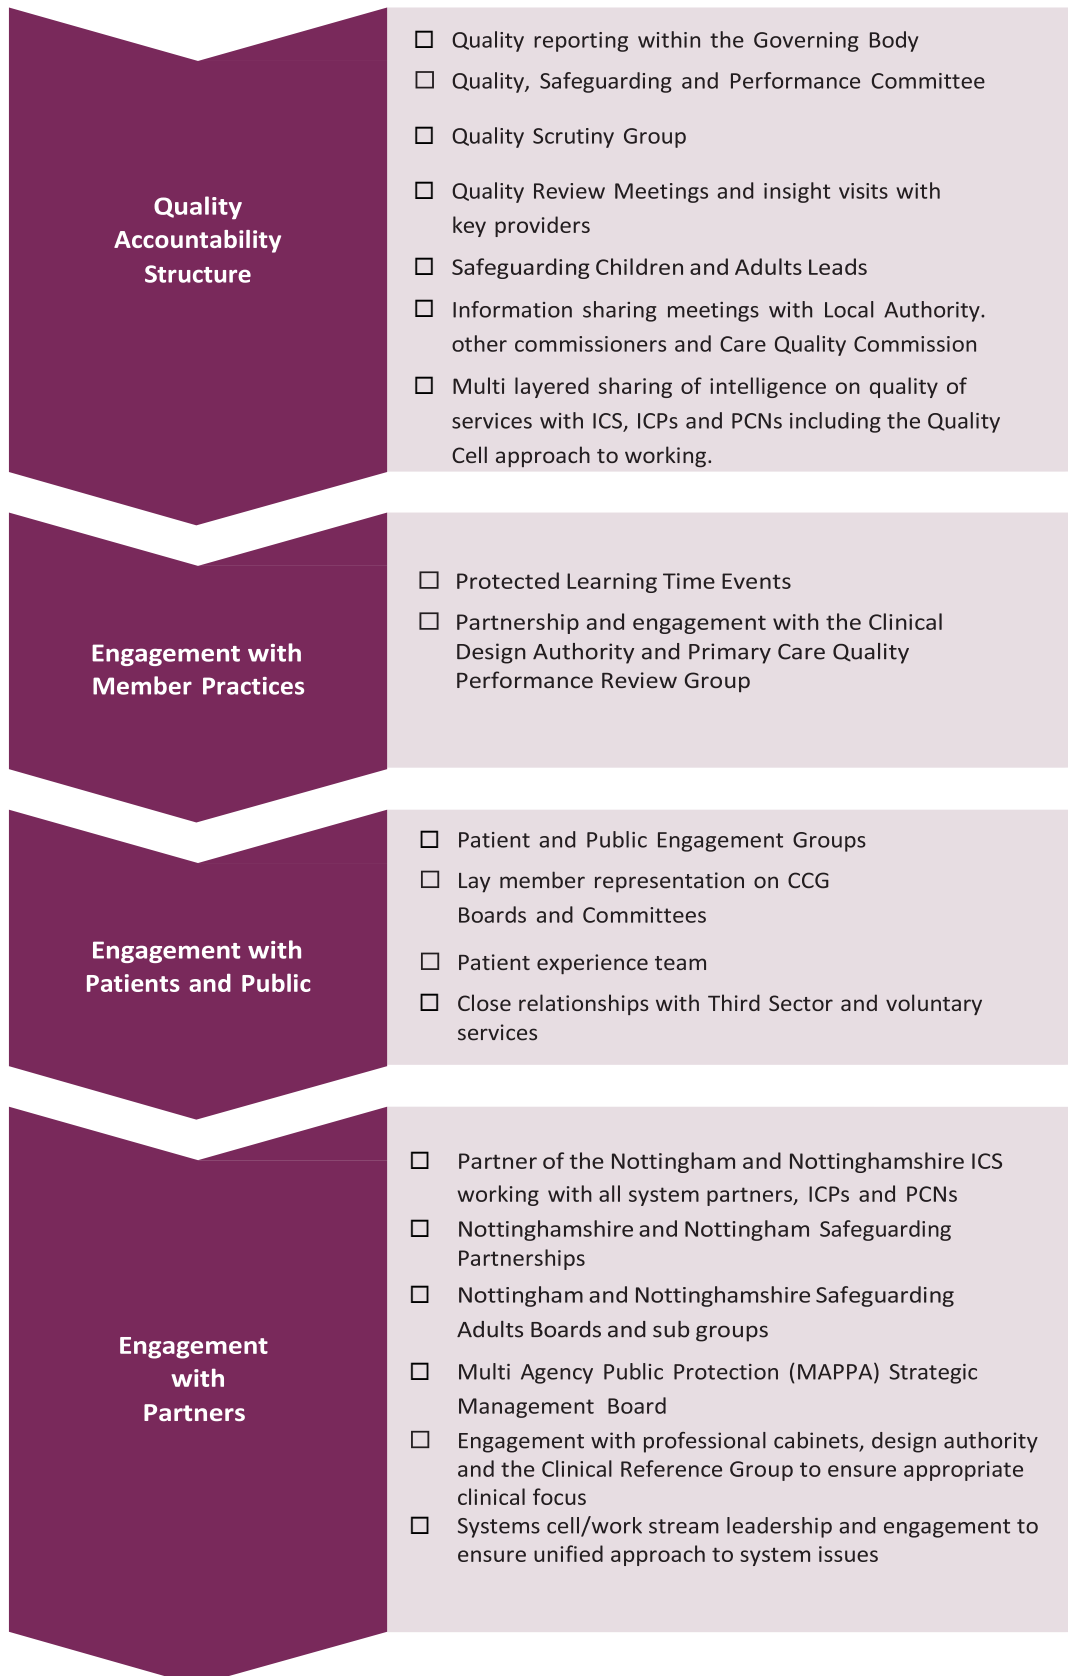 Quality
Accountability
Structure
☐ Quality reporting within the Governing Body
☐ Quality, Safeguarding and Performance Committee
☐ Quality Scrutiny Group
☐ Quality Review Meetings and insight visits with
key providers
☐ Safeguarding Children and Adults Leads
☐ Information sharing meetings with Local Authority.
other commissioners and Care Quality Commission
☐ Multi layered sharing of intelligence on quality of
services with ICS, ICPs and PCNs including the Quality
Cell approach to working.
Engagement with
Member Practices
☐ Protected Learning Time Events
☐ Partnership and engagement with the Clinical
Design Authority and Primary Care Quality
Performance Review Group
Engagement with
Patients and Public
☐ Patient and Public Engagement Groups
☐ Lay member representation on CCG
Boards and Committees
☐ Patient experience team
☐ Close relationships with Third Sector and voluntary
services
Engagement
with
Partners
☐ Partner of the Nottingham and Nottinghamshire ICS
working with all system partners, ICPs and PCNs
☐ Nottinghamshire and Nottingham Safeguarding
Partnerships
☐ Nottingham and Nottinghamshire Safeguarding
Adults Boards and sub groups
☐ Multi Agency Public Protection (MAPPA) Strategic
Management Board
☐ Engagement with professional cabinets, design authority
and the Clinical Reference Group to ensure appropriate
clinical focus
☐ Systems cell/work stream leadership and engagement to
ensure unified approach to system issues